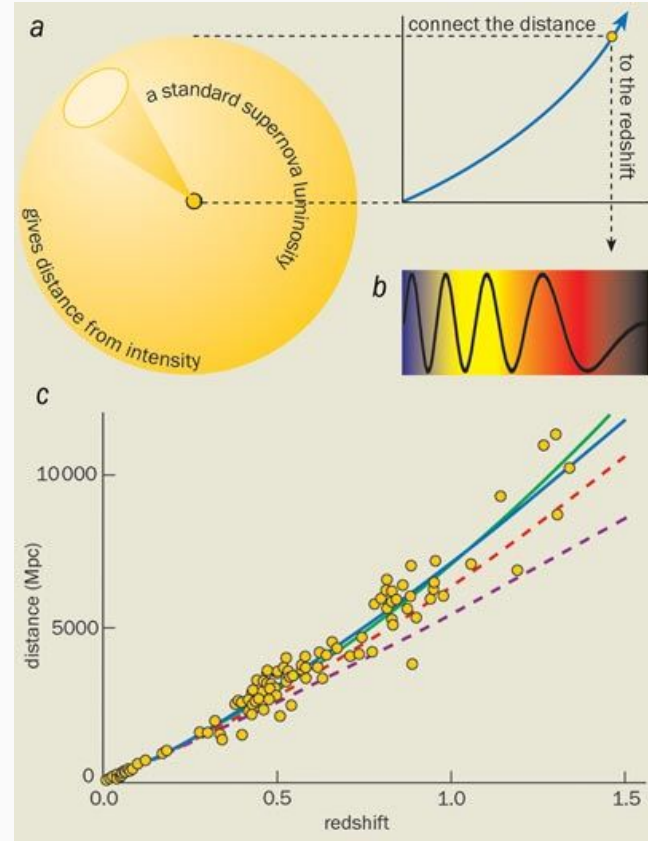 a
connect the distance
to the redshift
a standard supernova luminosity
gives distance from intensity
b
c
10000
5000
0
distance (Mpc)
0.0 0.5 1.0 1.5
redshift